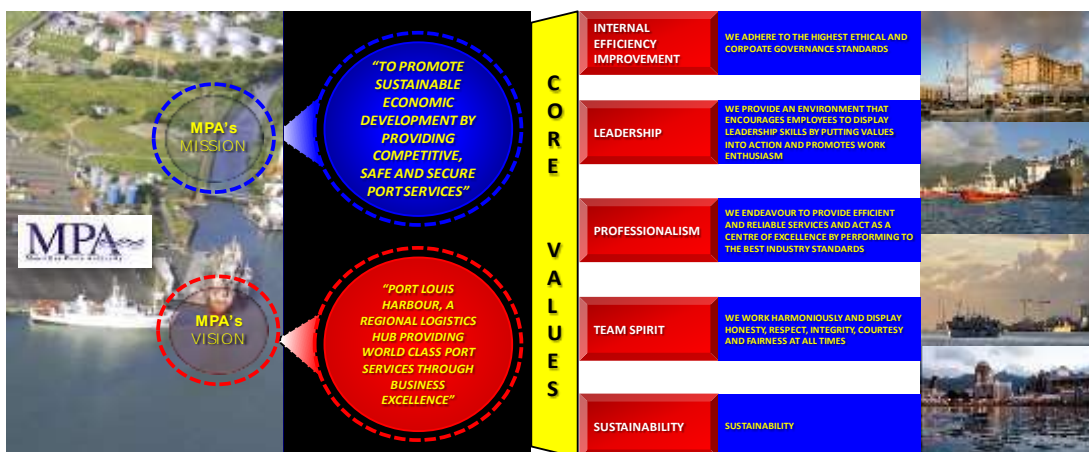 MPA's
MISSION
"TO PROMOTE
SUSTAINABLE
ECONOMIC
DEVELOPMENT BY
PROVIDING
COMPETITIVE,
SAFE AND SECURE
PORT SERVICES"
MPA
MPA's
VISION
"PORT LOUIS
HARBOUR, A
REGIONAL LOGISTICS
HUB PROVIDING
WORLD CLASS PORT
SERVICES THROUGH
BUSINESS
EXCELLENCE"
CORE VALUES
INTERNAL
EFFICIENCY
IMPROVEMENT
WE ADHERE TO THE HIGHEST ETHICAL AND
CORPOATE GOVERNANCE STANDARDS
LEADERSHIP
WE PROVIDE AN ENVIRONMENT THAT
ENCOURAGES EMPLOYEES TO DISPLAY
LEADERSHIP SKILLS BY PUTTING VALUES
INTO ACTION AND PROMOTES WORK
ENTHUSIASM
PROFESSIONALISM
WE ENDEAVOUR TO PROVIDE EFFICIENT
AND RELIABLE SERVICES AND ACT AS A
CENTRE OF EXCELLENCE BY PERFORMING TO
THE BEST INDUSTRY STANDARDS
TEAM SPIRIT
WE WORK HARMONIOUSLY AND DISPLAY
HONESTY, RESPECT, INTEGRITY, COURTESY
AND FAIRNESS AT ALL TIMES
SUSTAINABILITY
SUSTAINABILITY